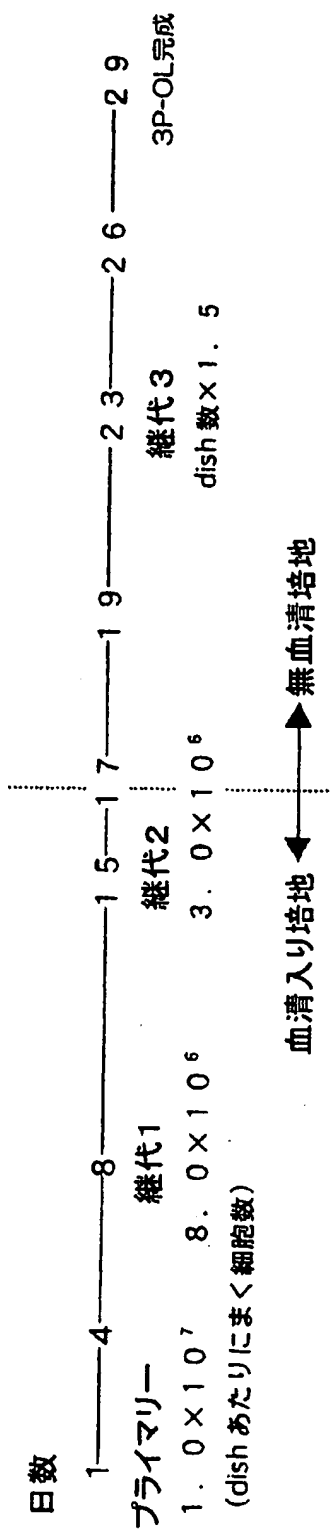 日数
1——4——8——15——17——19——23——26——29
プライマリー 継代1 継代2 継代3 3P-OL完成
1.0×10⁷ 8.0×10⁶ 3.0×10⁶ dish数×1.5
(dishあたりにまく細胞数)
血清入り培地 ◀▶ 無血清培地